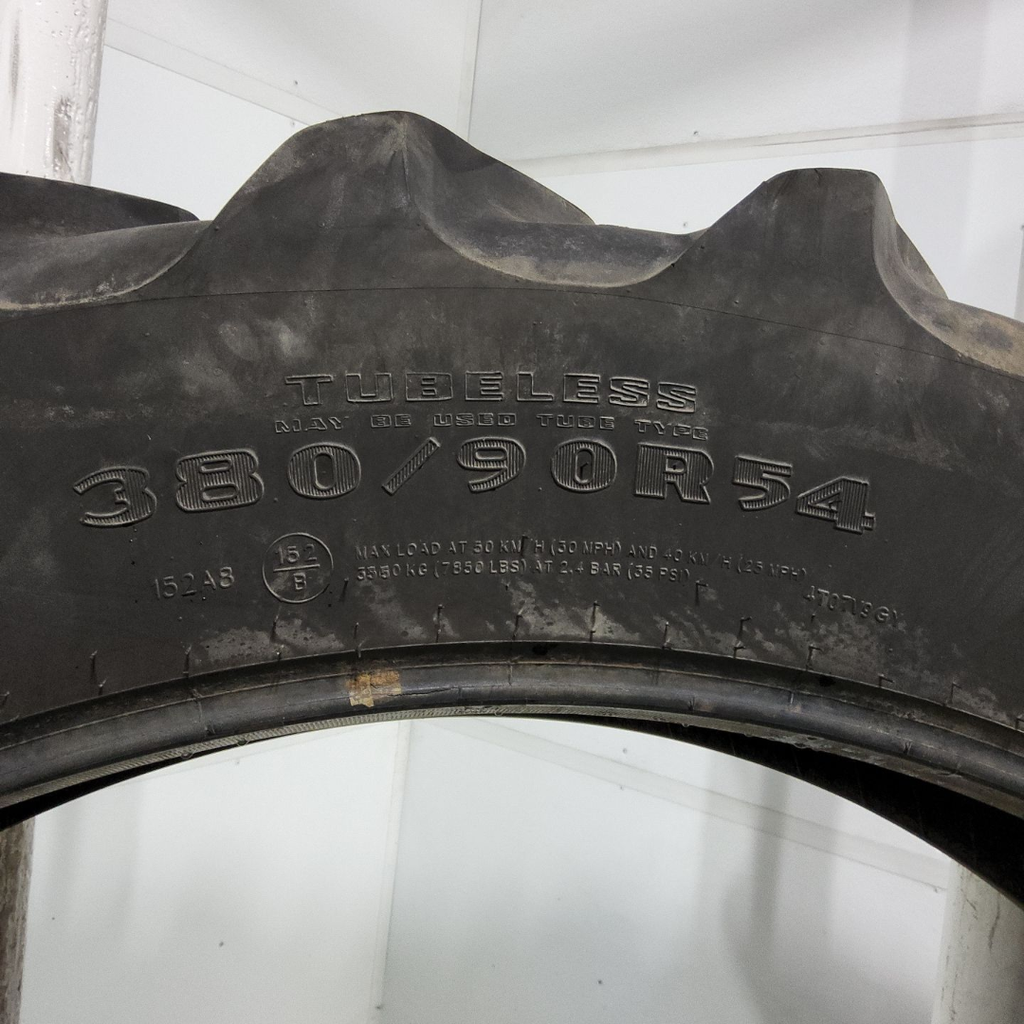 TUBELESS
MAY BE USED TUBE TYPE
380/90R54
152A8
152
B
MAX LOAD AT 50 KM/H (30 MPH) AND 40 KM/H (25 MPH)
3550 KG (7850 LBS) AT 2.4 BAR (35 PSI)